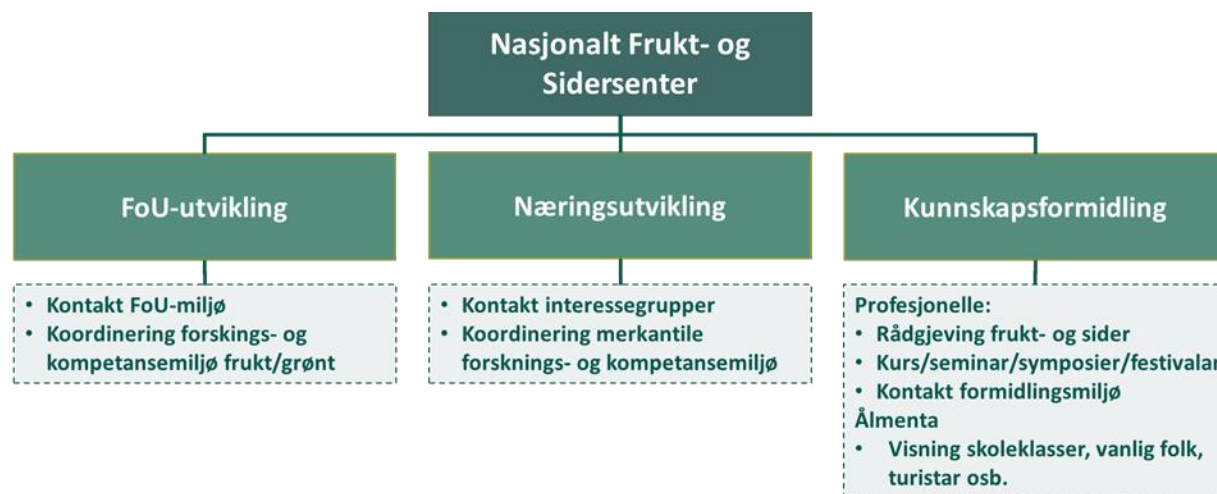 Nasjonalt Frukt- og
Sidersenter
FoU-utvikling
Næringsutvikling
Kunnskapsformidling
• Kontakt FoU-miljø
• Koordinering forskings- og
kompetansemiljø frukt/grønt
• Kontakt interessegrupper
• Koordinering merkantile
forsknings- og kompetansemiljø
Profesjonelle:
• Rådgjeving frukt- og sider
• Kurs/seminar/symposier/festivalar
• Kontakt formidlingsmiljø
Ålmenta
• Visning skoleklasser, vanlig folk,
turistar osb.